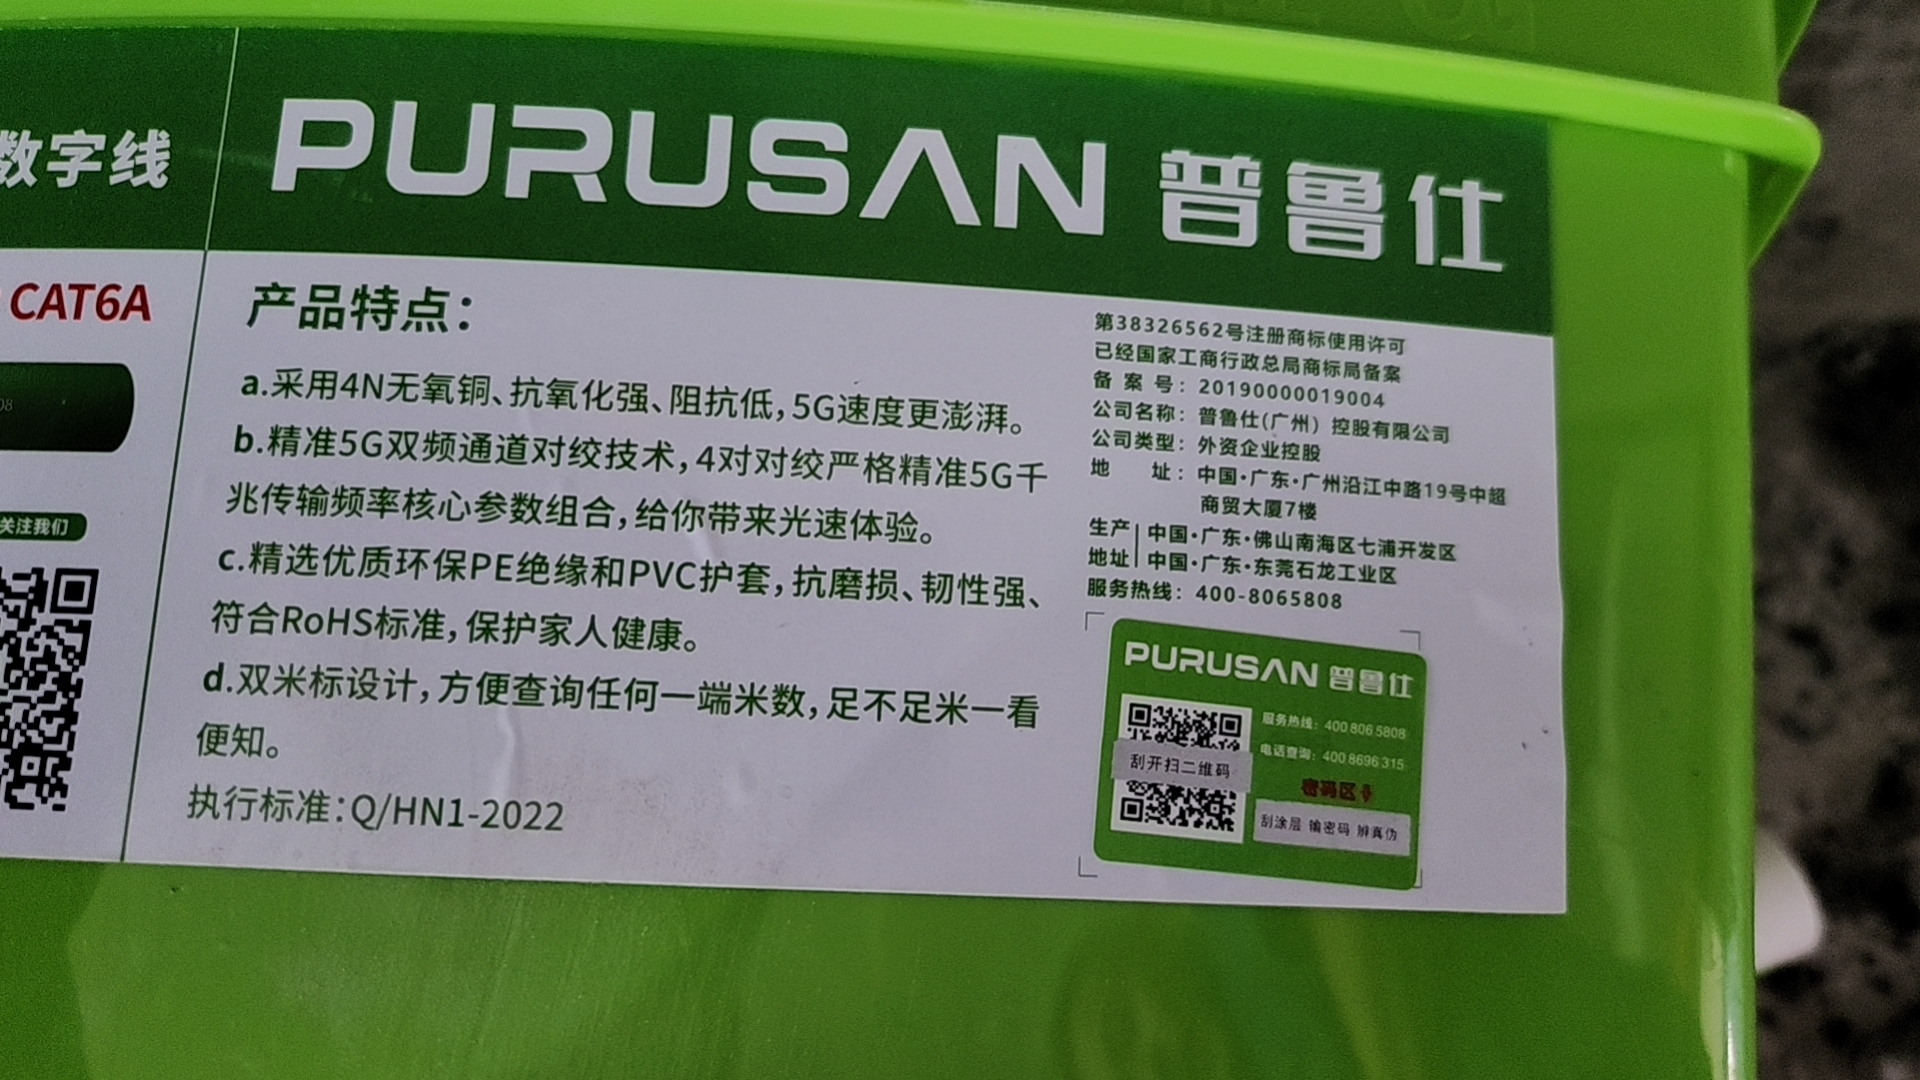 数字线
CAT6A
08
关注我们
PURUSAN 普鲁仕
产品特点：
a.采用4N无氧铜、抗氧化强、阻抗低，5G速度更澎湃。
b.精准5G双频通道对绞技术，4对对绞严格精准5G千
兆传输频率核心参数组合，给你带来光速体验。
c.精选优质环保PE绝缘和PVC护套，抗磨损、韧性强、
符合RoHS标准，保护家人健康。
d.双米标设计，方便查询任何一端米数，足不足米一看
便知。
执行标准：Q/HN1-2022
第38326562号注册商标使用许可
已经国家工商行政总局商标局备案
备 案 号：20190000019004
公司名称：普鲁仕（广州）控股有限公司
公司类型：外资企业控股
地 址：中国·广东·广州沿江中路19号中超
商贸大厦7楼
生产 中国·广东·佛山南海区七浦开发区
地址 中国·广东·东莞石龙工业区
服务热线：400-8065808
PURUSAN 普鲁仕
服务热线：400 806 5808
电话查询：400 8696 315
刮开扫二维码
密码区
刮涂层 输密码 辨真伪